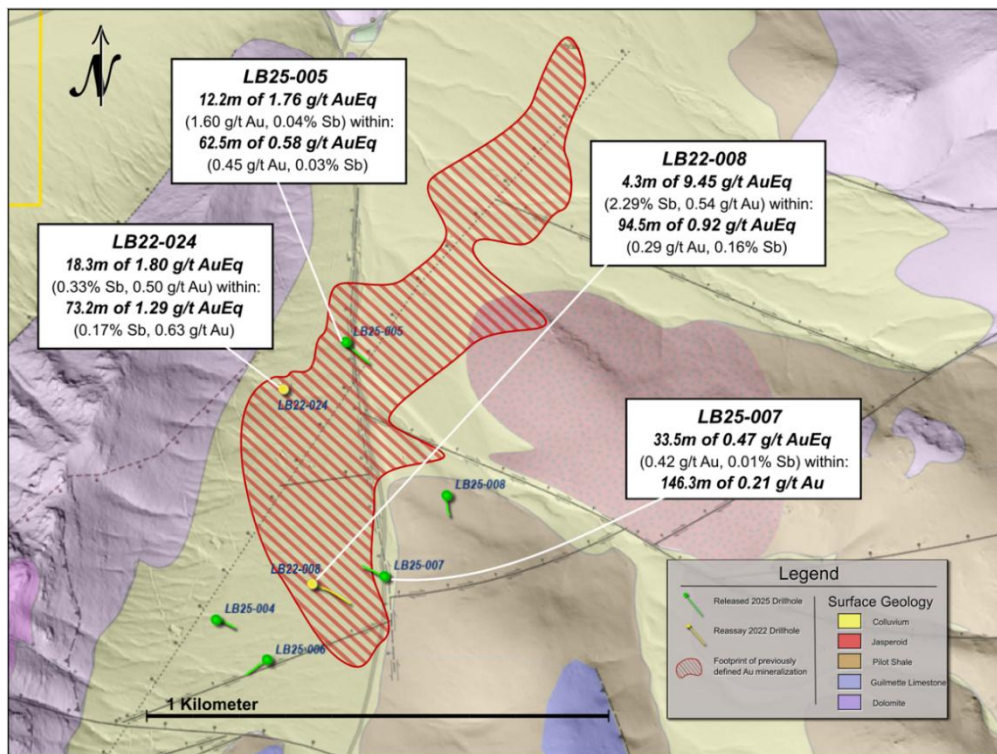 N
LB25-005
12.2m of 1.76 g/t AuEq
(1.60 g/t Au, 0.04% Sb) within:
62.5m of 0.58 g/t AuEq
(0.45 g/t Au, 0.03% Sb)
LB22-008
4.3m of 9.45 g/t AuEq
(2.29% Sb, 0.54 g/t Au) within:
94.5m of 0.92 g/t AuEq
(0.29 g/t Au, 0.16% Sb)
LB22-024
18.3m of 1.80 g/t AuEq
(0.33% Sb, 0.50 g/t Au) within:
73.2m of 1.29 g/t AuEq
(0.17% Sb, 0.63 g/t Au)
LB25-005
LB22-024
LB25-007
33.5m of 0.47 g/t AuEq
(0.42 g/t Au, 0.01% Sb) within:
146.3m of 0.21 g/t Au
LB25-008
LB22-008
LB25-007
LB25-004
LB25-006
1 Kilometer
Legend
Released 2025 Drillhole
Reassay 2022 Drillhole
Footprint of previously
defined Au mineralization
Surface Geology
Colluvium
Jasperoid
Pilot Shale
Guilmette Limestone
Dolomite